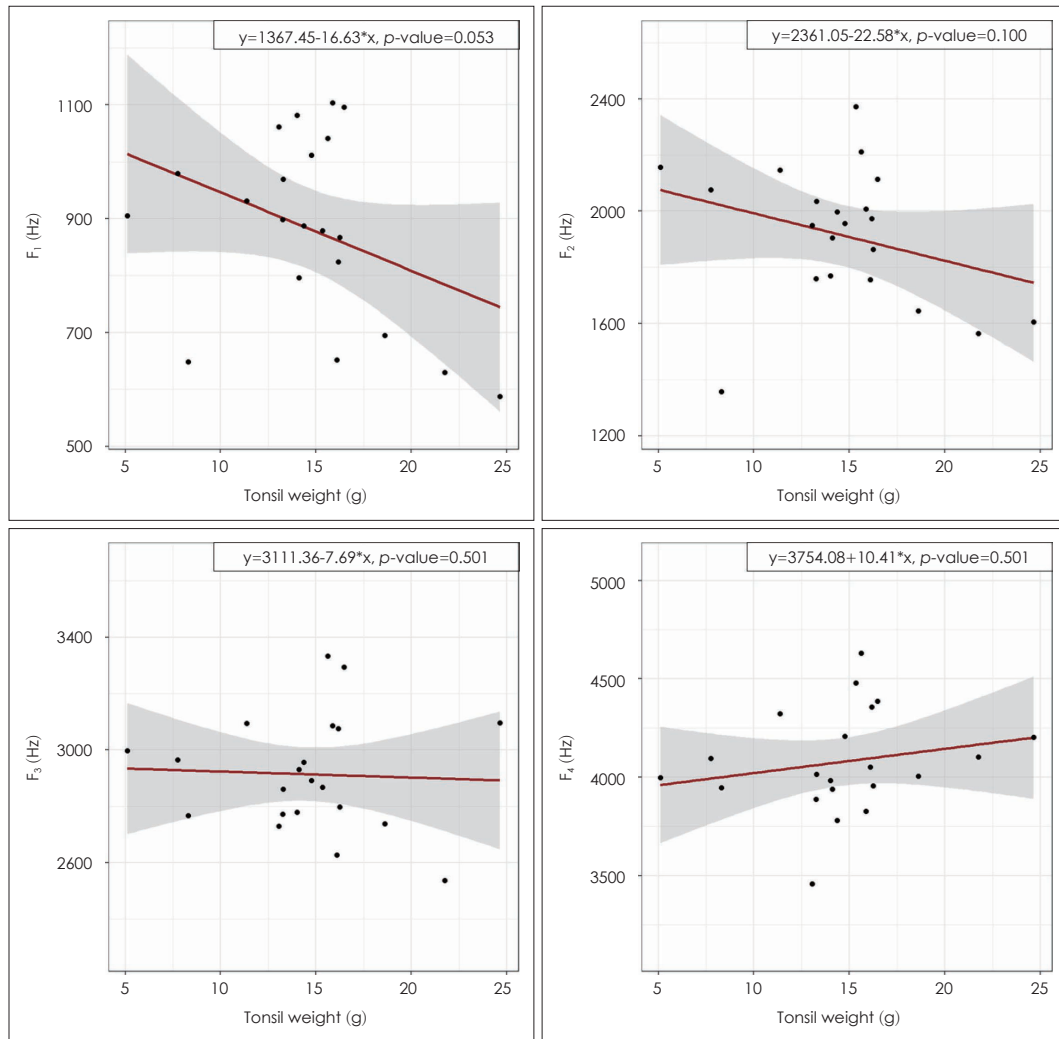 y=1367.45-16.63*x, p-value=0.053
1100
900
700
500
F₁ (Hz)
5 10 15 20 25
Tonsil weight (g)
y=2361.05-22.58*x, p-value=0.100
2400
2000
1600
1200
F₂ (Hz)
5 10 15 20 25
Tonsil weight (g)
y=3111.36-7.69*x, p-value=0.501
3400
3000
2600
F₃ (Hz)
5 10 15 20 25
Tonsil weight (g)
y=3754.08+10.41*x, p-value=0.501
5000
4500
4000
3500
F₄ (Hz)
5 10 15 20 25
Tonsil weight (g)